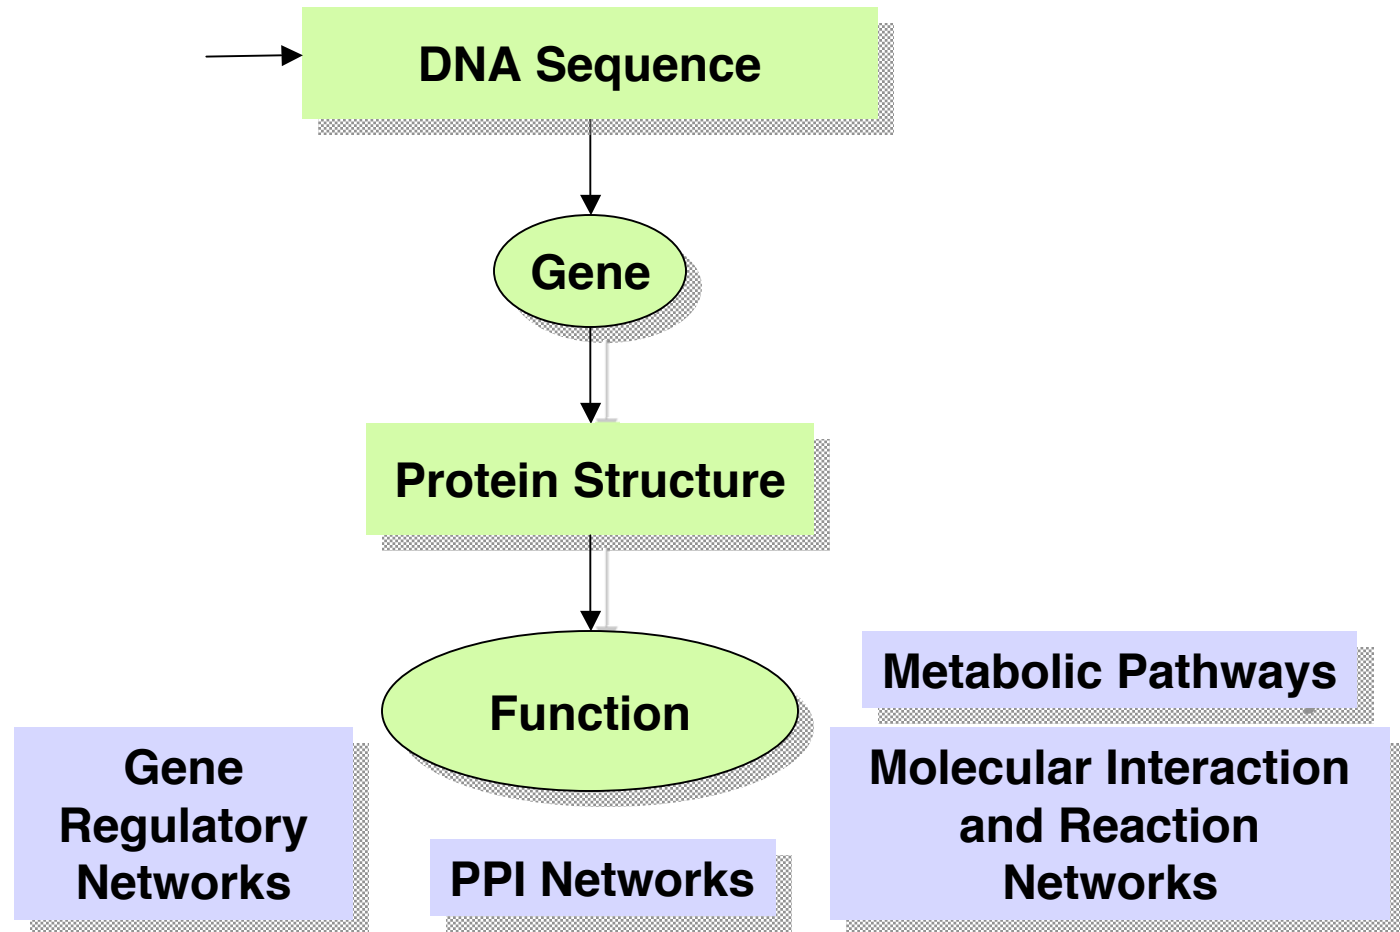 DNA Sequence
Gene
Protein Structure
Function
Metabolic Pathways
Gene
Regulatory
Networks
PPI Networks
Molecular Interaction
and Reaction
Networks